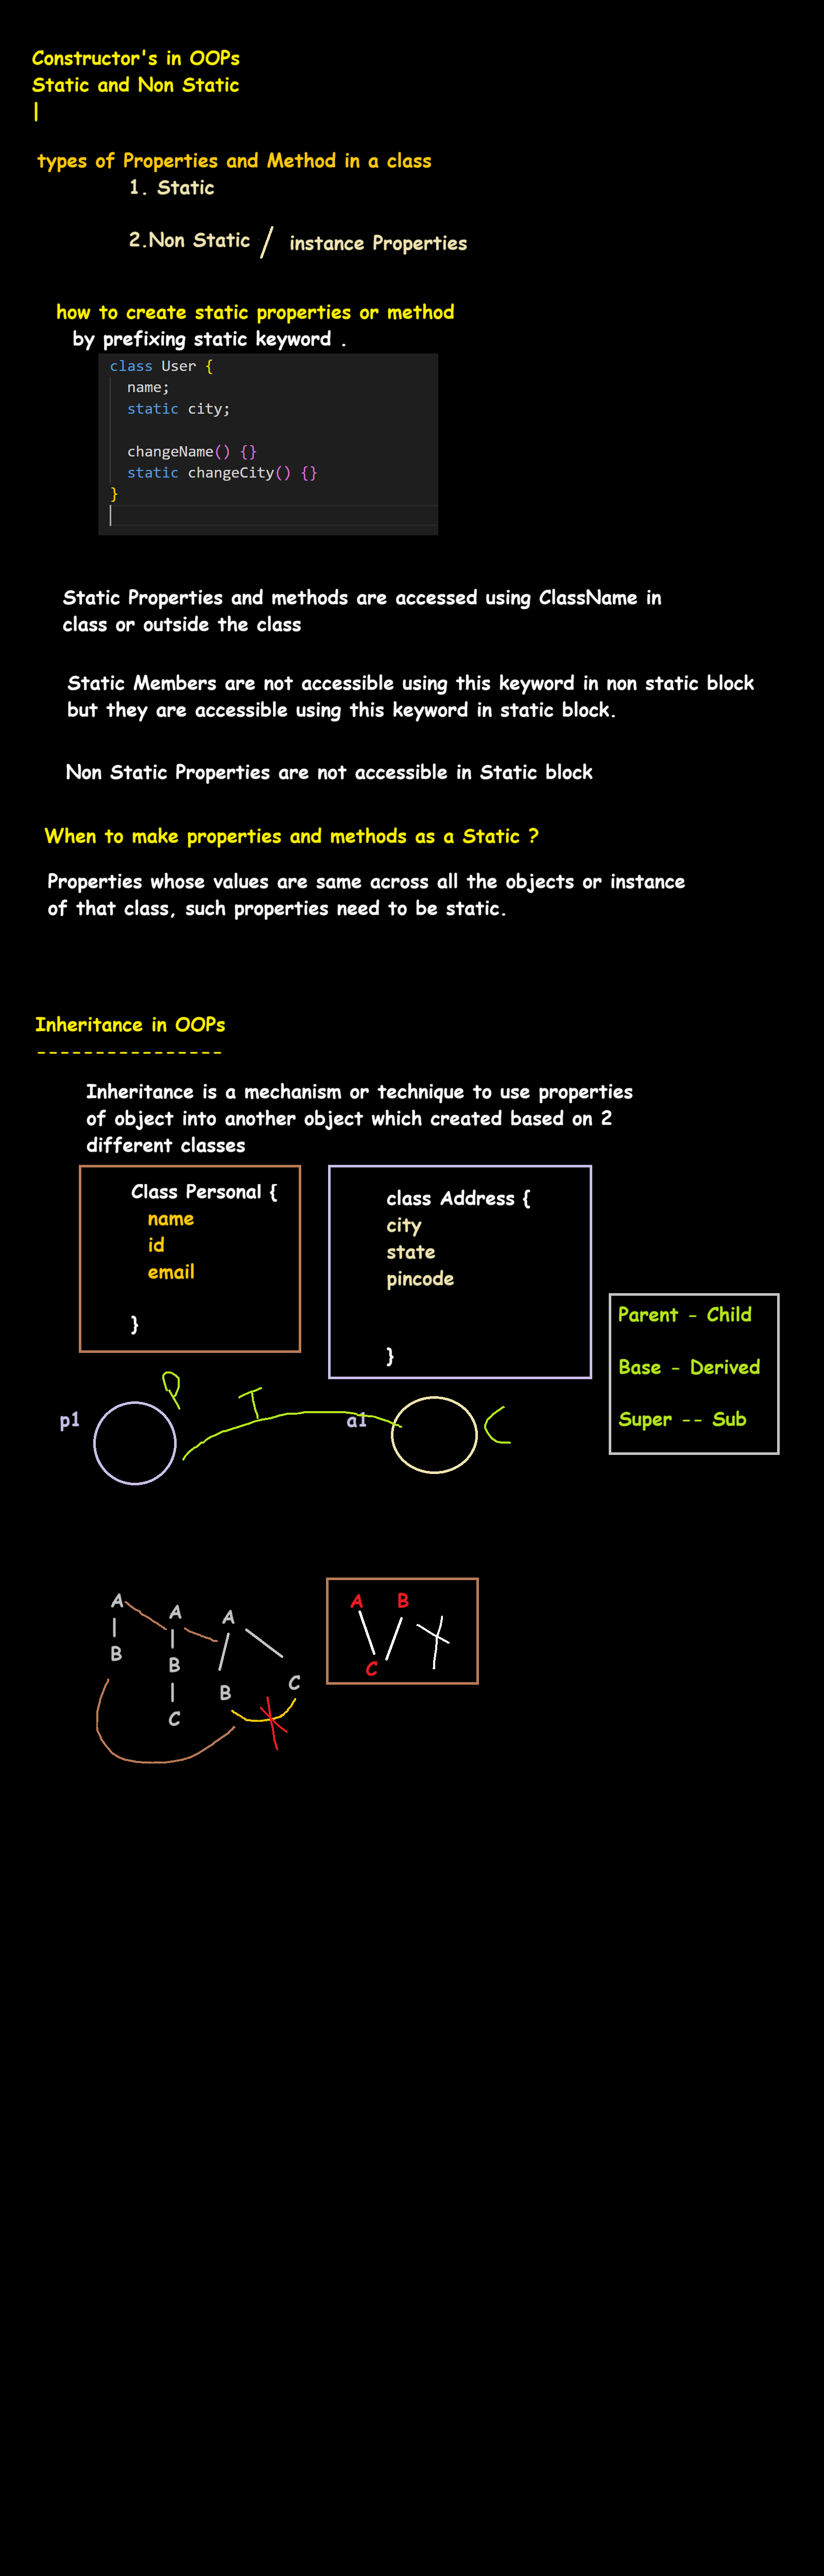 Constructor's in OOPs
Static and Non Static
types of Properties and Method in a class
1. Static
2.Non Static / instance Properties
how to create static properties or method
by prefixing static keyword .
class User {
name;
static city;
changeName() {}
static changeCity() {}
}
Static Properties and methods are accessed using ClassName in
class or outside the class
Static Members are not accessible using this keyword in non static block
but they are accessible using this keyword in static block.
Non Static Properties are not accessible in Static block
When to make properties and methods as a Static ?
Properties whose values are same across all the objects or instance
of that class, such properties need to be static.
Inheritance in OOPs
----------------
Inheritance is a mechanism or technique to use properties
of object into another object which created based on 2
different classes
Class Personal {
name
id
email
}
class Address {
city
state
pincode
}
Parent - Child
Base - Derived
Super -- Sub
P
I
p1
a1
C
A
B
A
B
C
A
B
C
A B
C